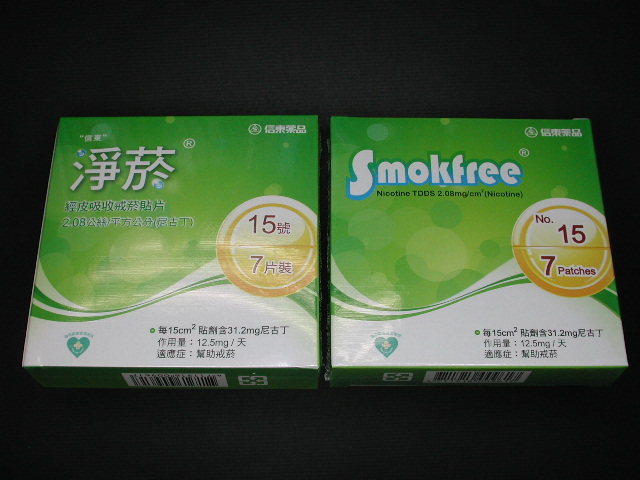 信東藥品
"信東"
淨菸®
經皮吸收戒菸貼片
2.08公絲/平方公分(尼古丁)
15號
7片裝
每15cm² 貼劑含31.2mg尼古丁
作用量：12.5mg / 天
適應症：幫助戒菸
信東藥品
Smokfree®
Nicotine TDDS 2.08mg/cm²(Nicotine)
No. 15
7 Patches
每15cm² 貼劑含31.2mg尼古丁
作用量：12.5mg / 天
適應症：幫助戒菸